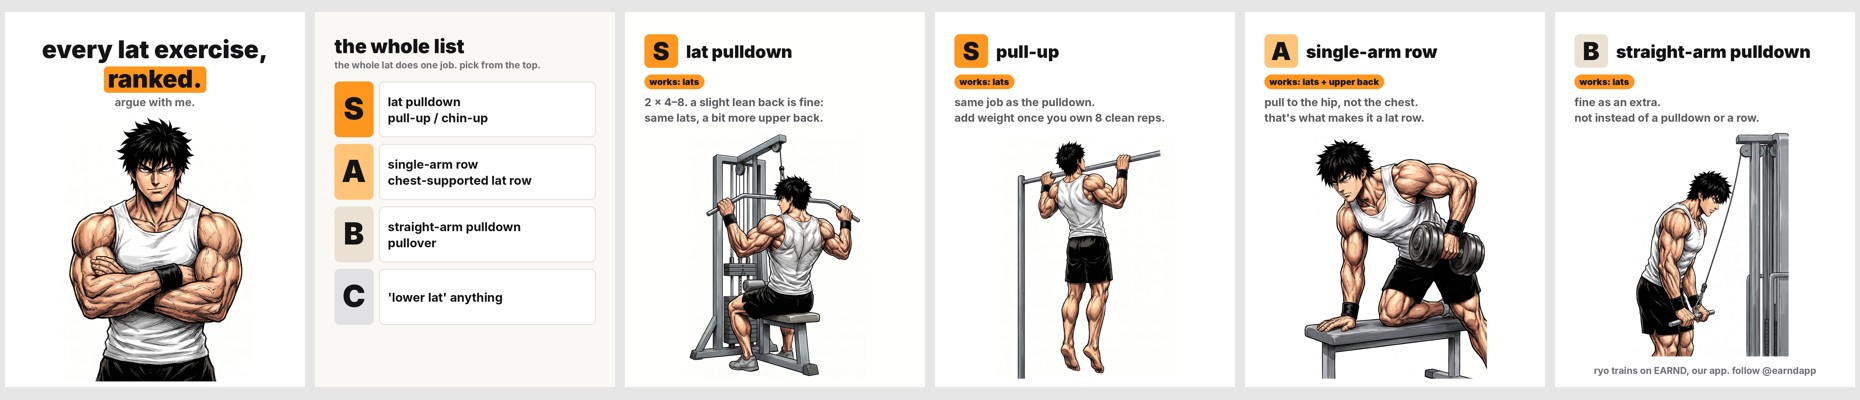 every lat exercise,
ranked.
argue with me.
the whole list
the whole lat does one job. pick from the top.
S
lat pulldown
pull-up / chin-up
A
single-arm row
chest-supported lat row
B
straight-arm pulldown
pullover
C
'lower lat' anything
S lat pulldown
works: lats
2 × 4–8. a slight lean back is fine:
same lats, a bit more upper back.
S pull-up
works: lats
same job as the pulldown.
add weight once you own 8 clean reps.
A single-arm row
works: lats + upper back
pull to the hip, not the chest.
that's what makes it a lat row.
B straight-arm pulldown
works: lats
fine as an extra.
not instead of a pulldown or a row.
ryo trains on EARND, our app. follow @earndapp